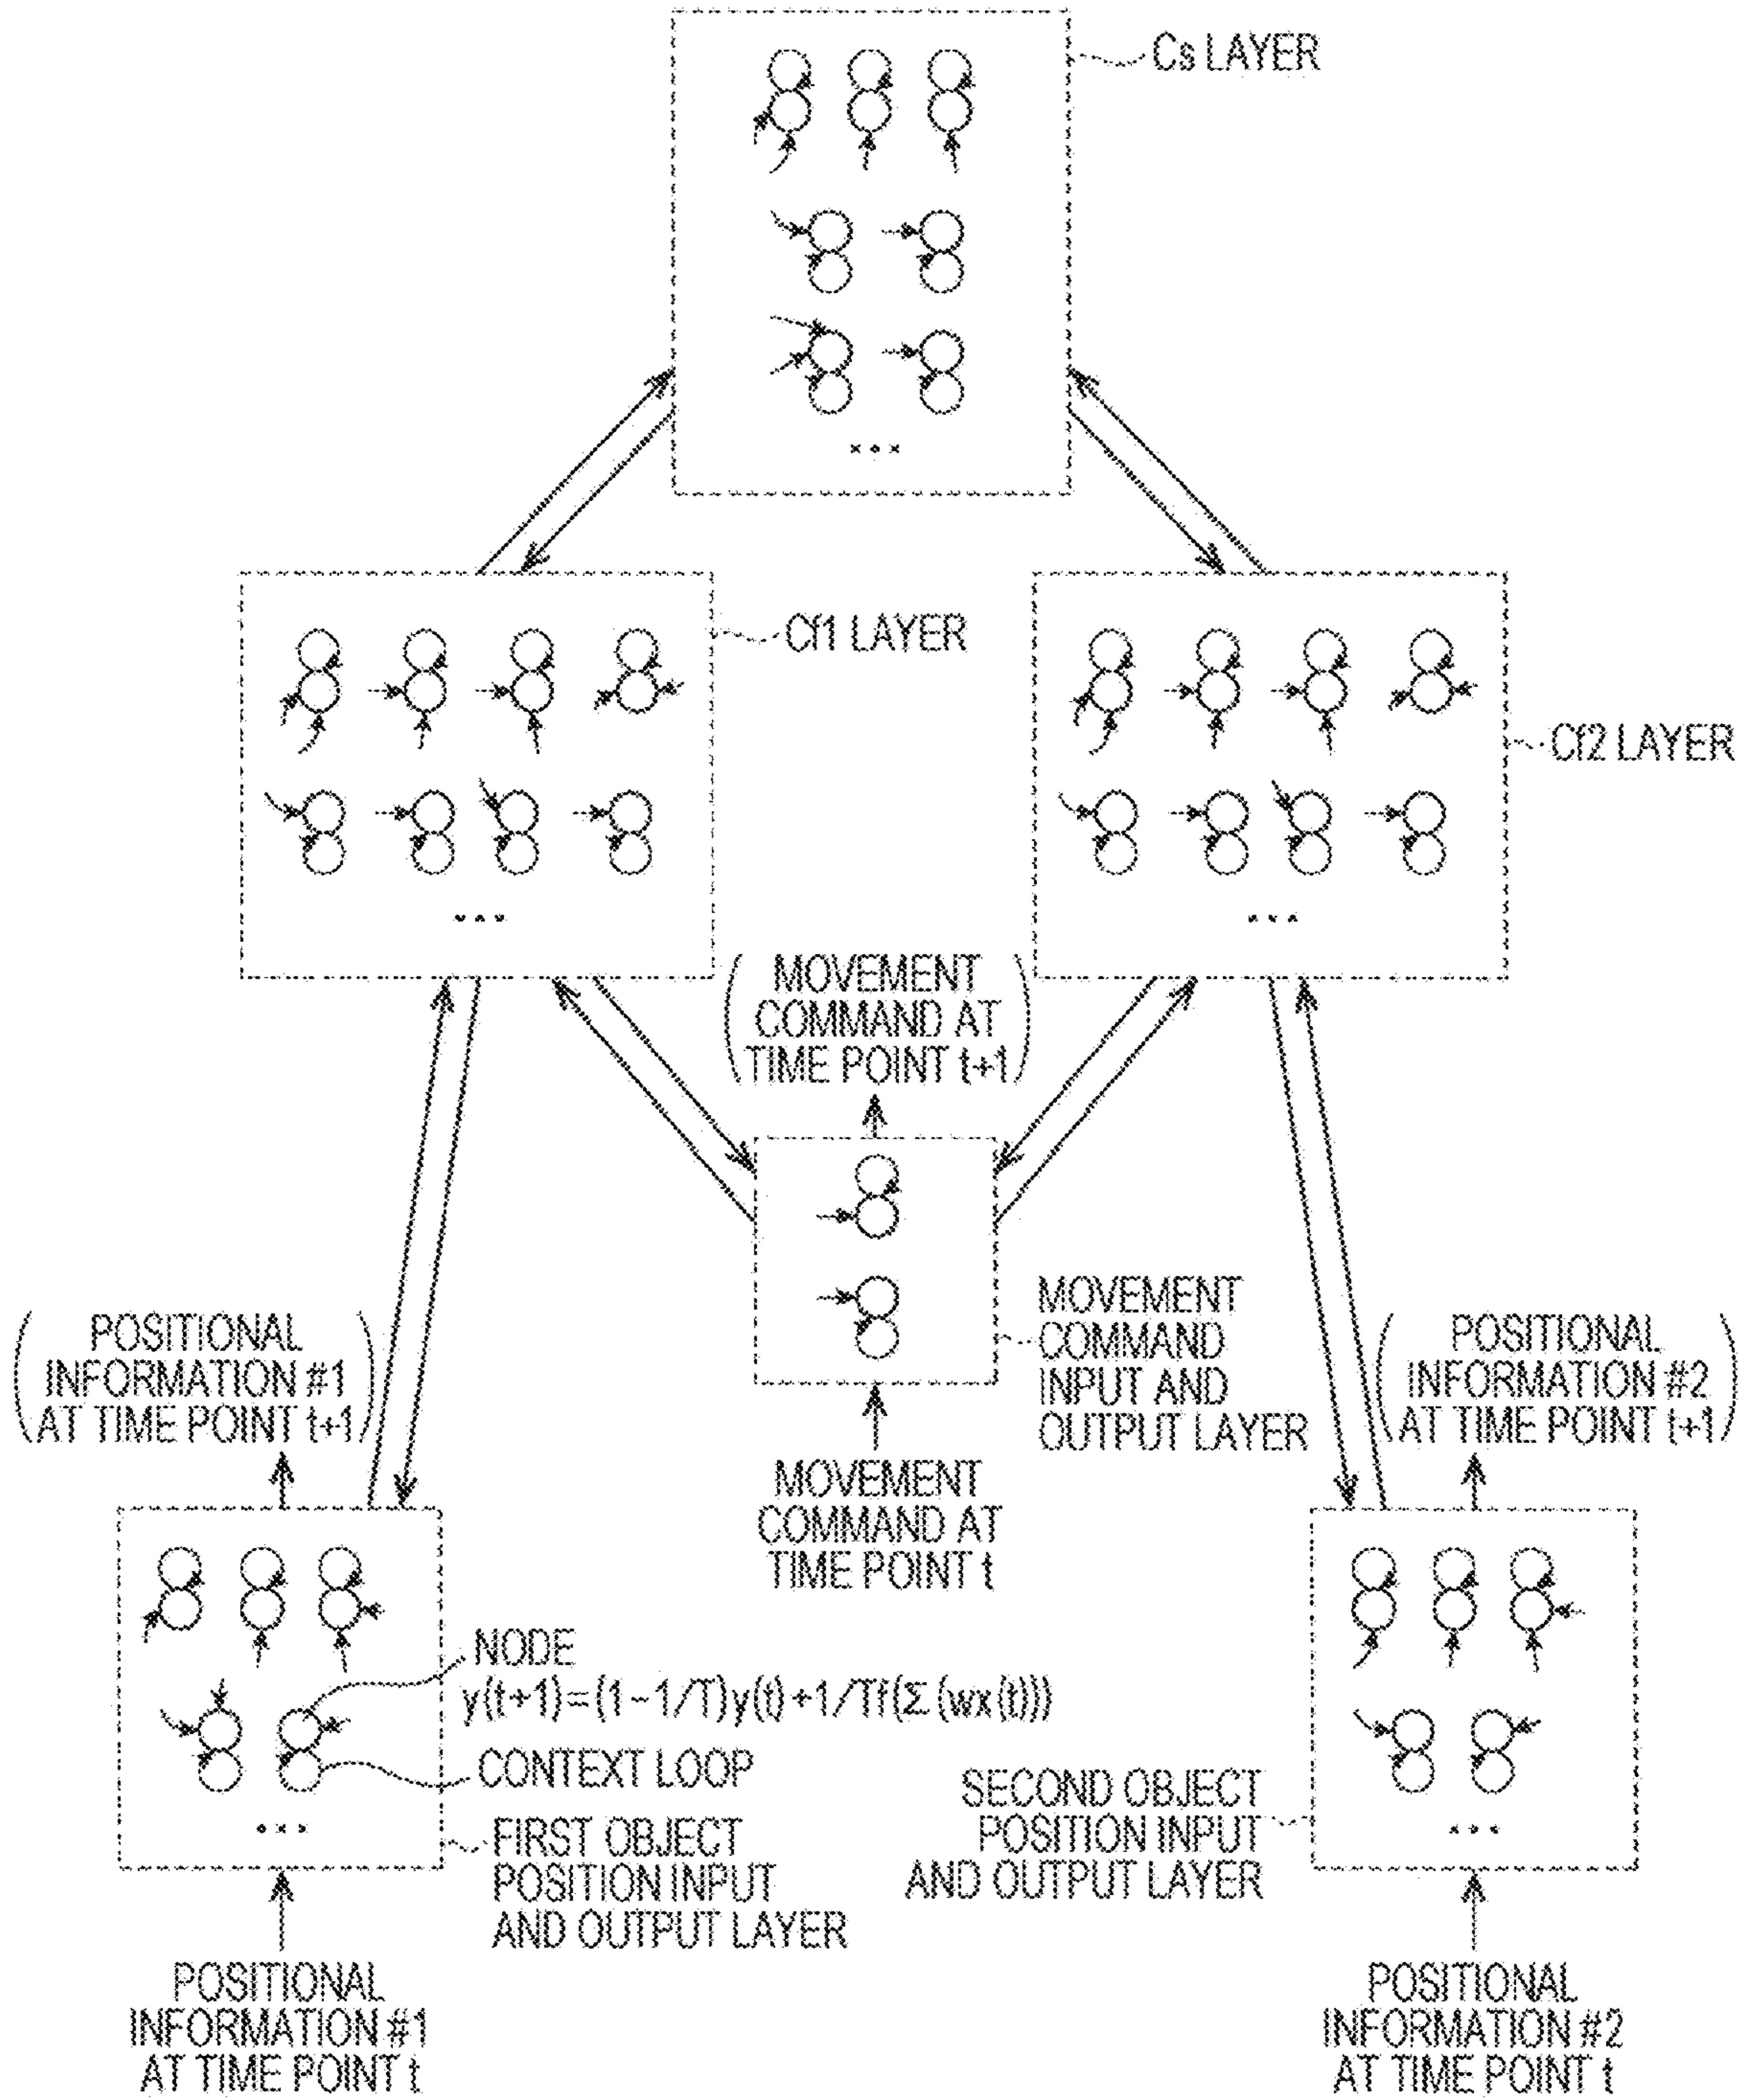 Cs LAYER
Cf1 LAYER
Cf2 LAYER
MOVEMENT
COMMAND AT
TIME POINT t+1
MOVEMENT
COMMAND
INPUT AND
OUTPUT LAYER
POSITIONAL
INFORMATION #1
AT TIME POINT t+1
POSITIONAL
INFORMATION #2
AT TIME POINT t+1
MOVEMENT
COMMAND AT
TIME POINT t
NODE
y(t+1)=(1-1/T)y(t)+1/Tf(Σ(wx(t)))
CONTEXT LOOP
FIRST OBJECT
POSITION INPUT
AND OUTPUT LAYER
SECOND OBJECT
POSITION INPUT
AND OUTPUT LAYER
POSITIONAL
INFORMATION #1
AT TIME POINT t
POSITIONAL
INFORMATION #2
AT TIME POINT t